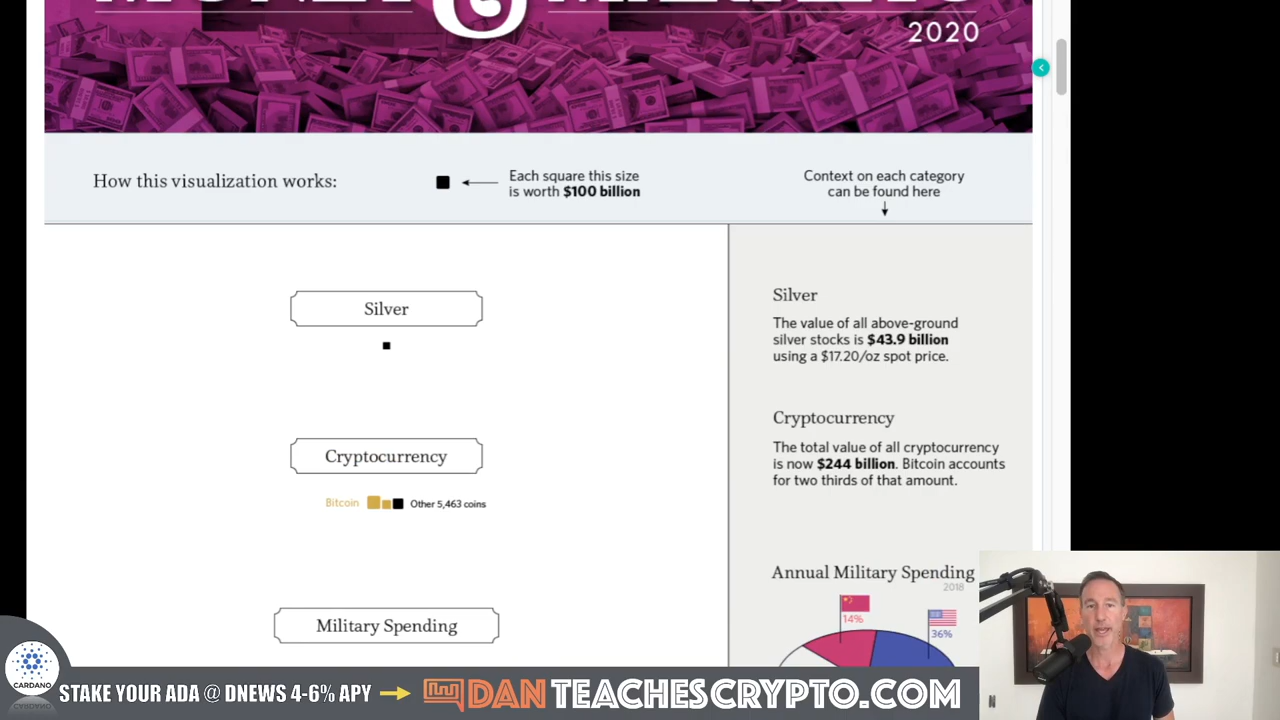 2020
How this visualization works:
Each square this size
is worth $100 billion
Context on each category
can be found here
Silver
Silver
The value of all above-ground
silver stocks is $43.9 billion
using a $17.20/oz spot price.
Cryptocurrency
Bitcoin
Other 5,463 coins
Cryptocurrency
The total value of all cryptocurrency
is now $244 billion. Bitcoin accounts
for two thirds of that amount.
Military Spending
Annual Military Spending
2018
14%
36%
CARDANO
STAKE YOUR ADA @ DNEWS 4-6% APY
DANTEACHESCRYPTO.COM